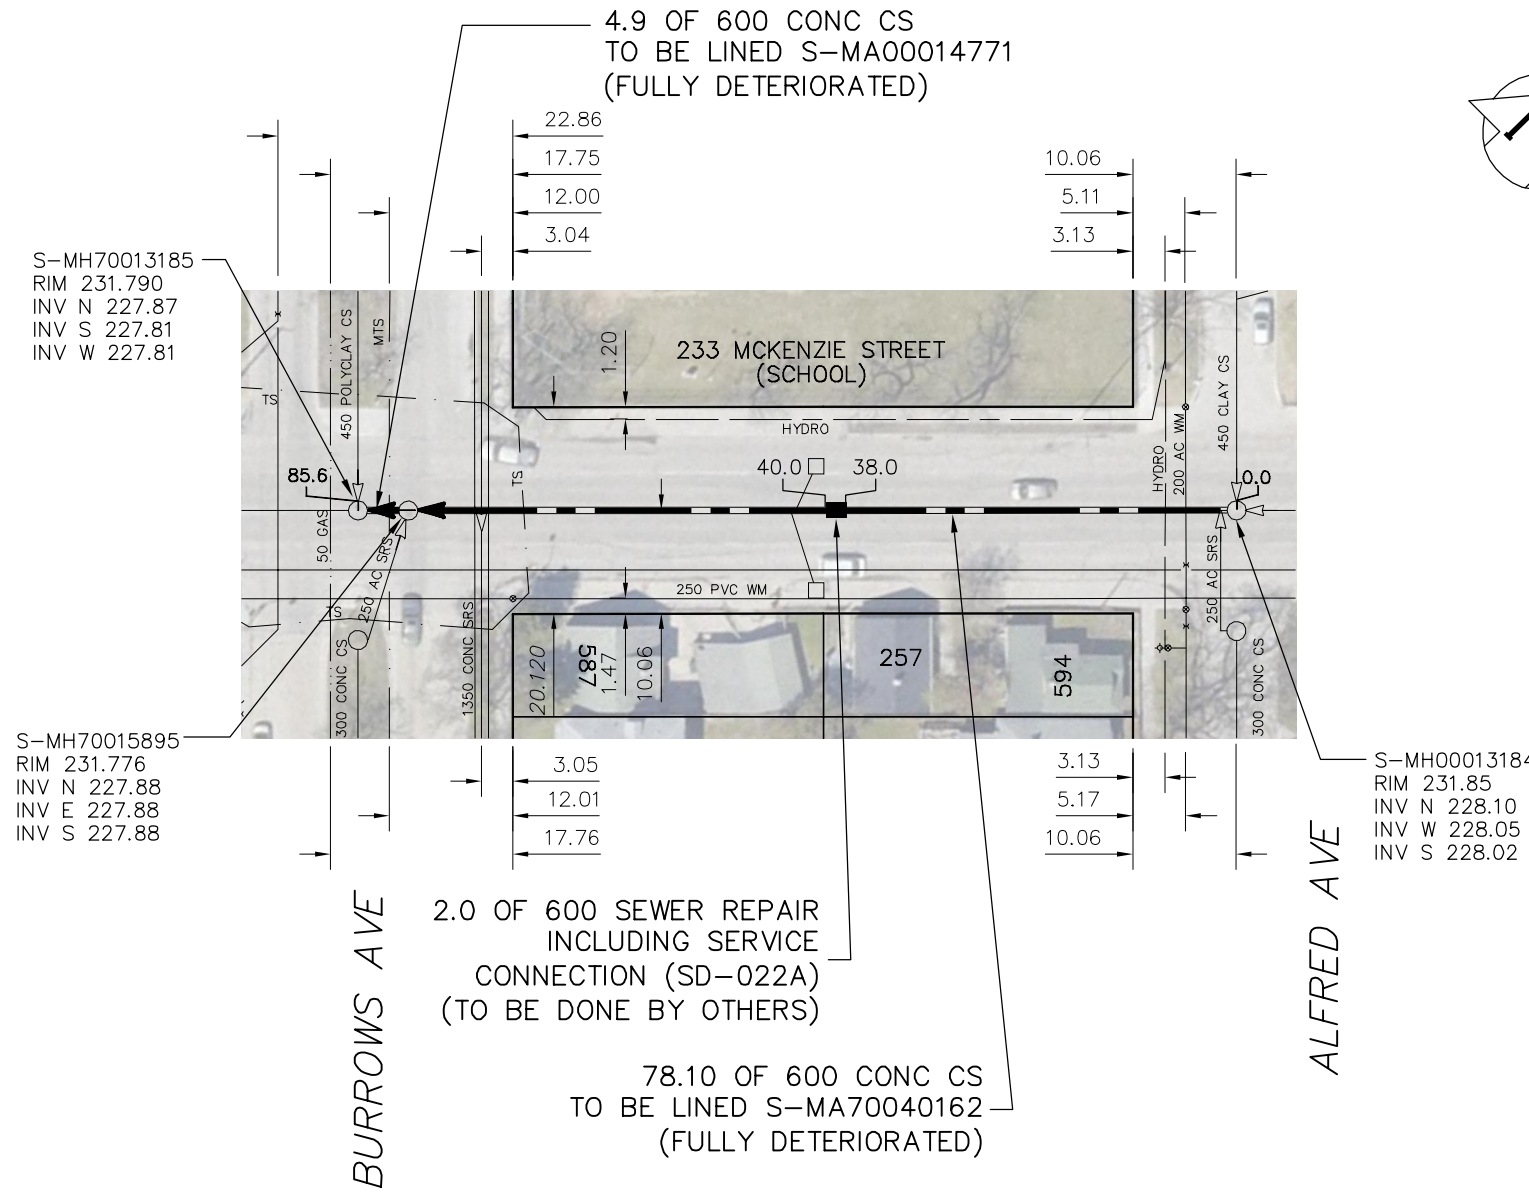 4.9 OF 600 CONC CS
TO BE LINED S-MA00014771
(FULLY DETERIORATED)
22.86
17.75
12.00
3.04
10.06
5.11
3.13
S-MH70013185
RIM 231.790
INV N 227.87
INV S 227.81
INV W 227.81
450 POLYCLAY CS
MTS
1.20
233 MCKENZIE STREET
(SCHOOL)
TS
HYDRO
HYDRO
200 AC WM
450 CLAY CS
85.6
TS
40.0
38.0
0.0
50 GAS
250 AC SRS
TS
250 PVC WM
250 AC SRS
300 CONC CS
1350 CONC SRS
20.120
587
1.47
10.06
257
594
300 CONC CS
S-MH70015895
RIM 231.776
INV N 227.88
INV E 227.88
INV S 227.88
3.05
12.01
17.76
3.13
5.17
10.06
S-MH00013184
RIM 231.85
INV N 228.10
INV W 228.05
INV S 228.02
BURROWS AVE
ALFRED AVE
2.0 OF 600 SEWER REPAIR
INCLUDING SERVICE
CONNECTION (SD-022A)
(TO BE DONE BY OTHERS)
78.10 OF 600 CONC CS
TO BE LINED S-MA70040162
(FULLY DETERIORATED)